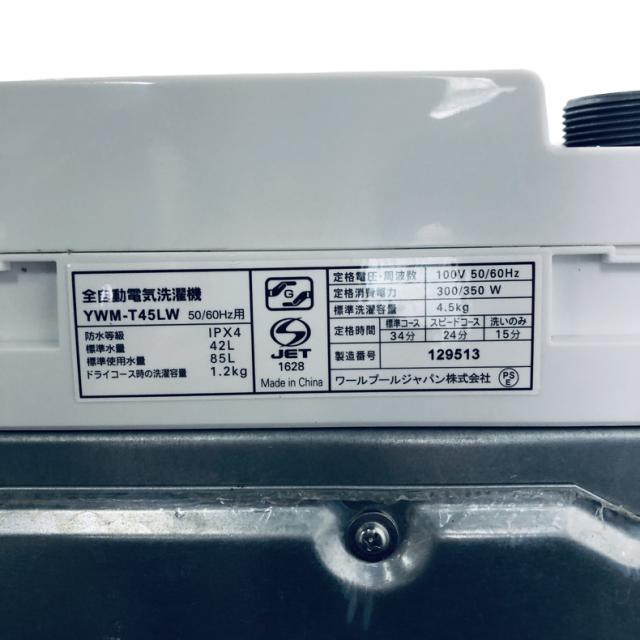 全自動電気洗濯機
YWM-T45LW 50/60Hz用
防水等級 IPX4
標準水量 42L
標準使用水量 85L
ドライコース時の洗濯容量 1.2kg
S G
JET
1628
Made in China
定格電圧・周波数 100V 50/60Hz
定格消費電力 300/350 W
標準洗濯容量 4.5kg
定格時間 標準コース スピードコース 洗いのみ
34分 24分 15分
製造番号 129513
ワールプールジャパン株式会社 PS E